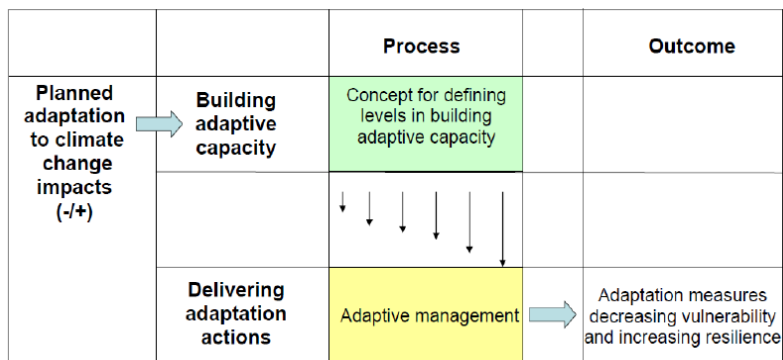 Process
Outcome
Planned
adaptation
to climate
change
impacts
(-/+)
Building
adaptive
capacity
Concept for defining
levels in building
adaptive capacity
Delivering
adaptation
actions
Adaptive management
Adaptation measures
decreasing vulnerability
and increasing resilience